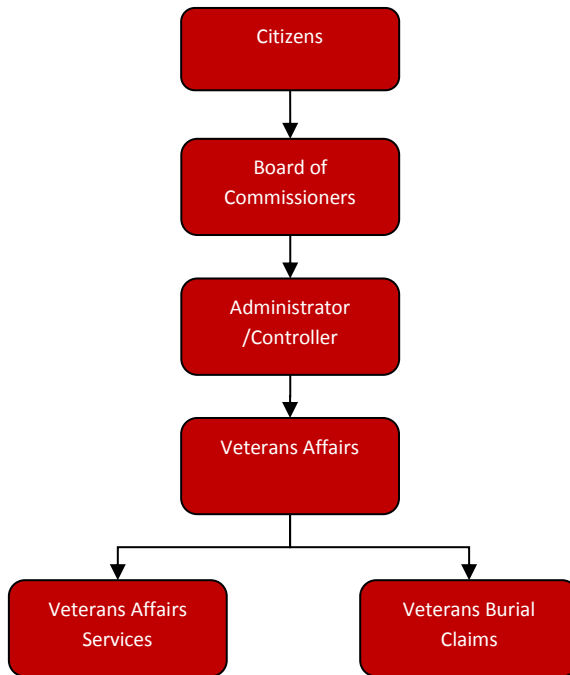 Citizens
Board of
Commissioners
Administrator
/Controller
Veterans Affairs
Veterans Affairs
Services
Veterans Burial
Claims